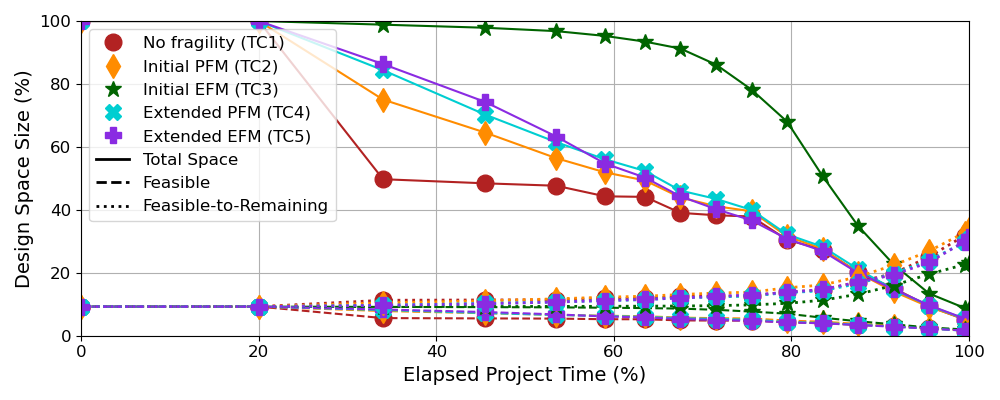 Design Space Size (%)
100
80
60
40
20
0
No fragility (TC1)
Initial PFM (TC2)
Initial EFM (TC3)
Extended PFM (TC4)
Extended EFM (TC5)
Total Space
Feasible
Feasible-to-Remaining
0
20
40
60
80
100
Elapsed Project Time (%)